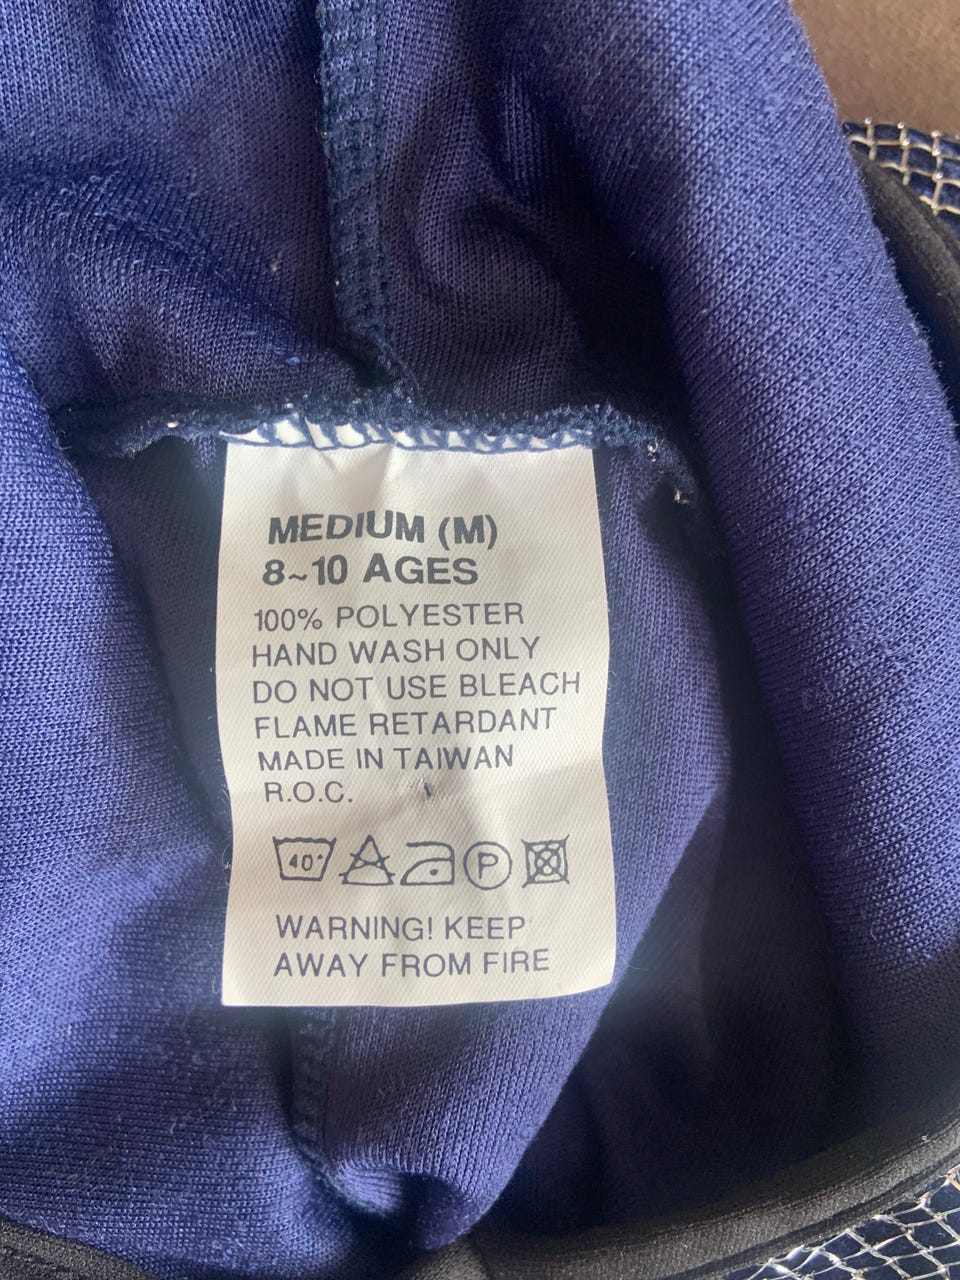 MEDIUM (M)
8~10 AGES
100% POLYESTER
HAND WASH ONLY
DO NOT USE BLEACH
FLAME RETARDANT
MADE IN TAIWAN
R.O.C.
40° P
WARNING! KEEP
AWAY FROM FIRE